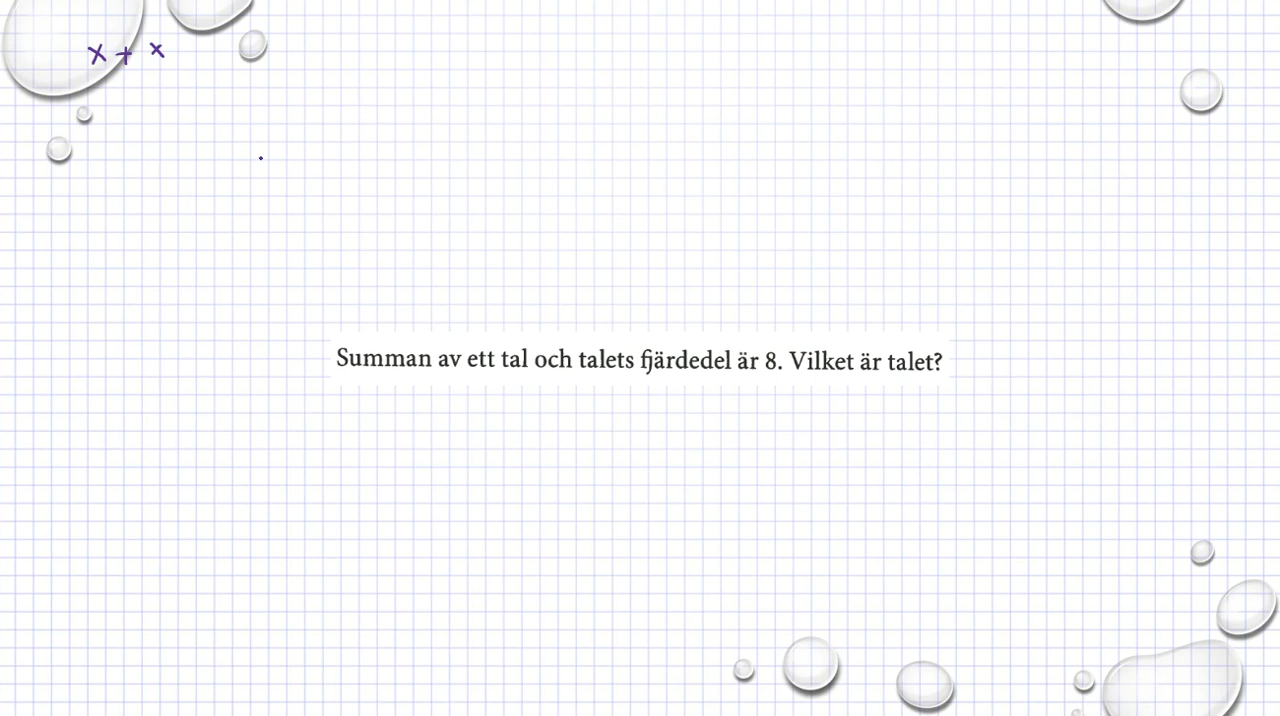 x + x
Summan av ett tal och talets fjärdedel är 8. Vilket är talet?